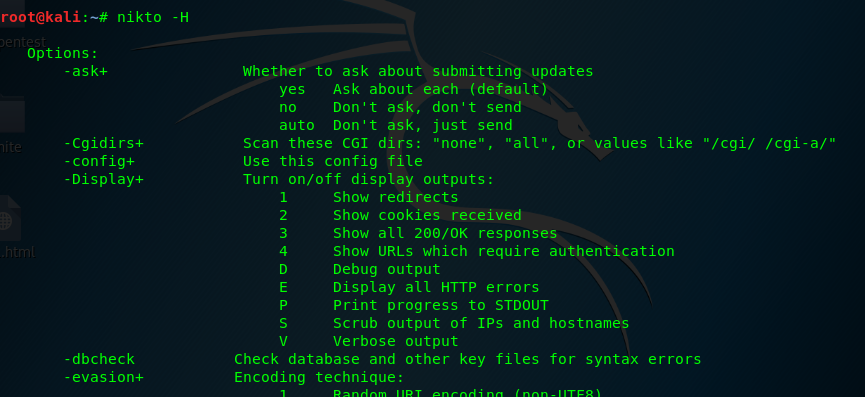 root@kali:~# nikto -H
pentest
Options:
-ask+ Whether to ask about submitting updates
yes Ask about each (default)
no Don't ask, don't send
auto Don't ask, just send
-Cgidirs+ Scan these CGI dirs: "none", "all", or values like "/cgi/ /cgi-a/"
-config+ Use this config file
-Display+ Turn on/off display outputs:
1 Show redirects
2 Show cookies received
3 Show all 200/OK responses
4 Show URLs which require authentication
.html
D Debug output
E Display all HTTP errors
P Print progress to STDOUT
S Scrub output of IPs and hostnames
V Verbose output
-dbcheck Check database and other key files for syntax errors
-evasion+ Encoding technique:
1 Random URI encoding (non-UTF8)